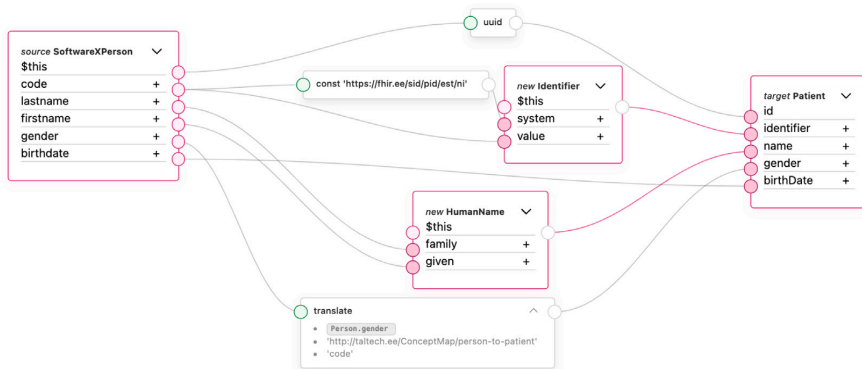 uuid
source SoftwareXPerson
$this
code +
lastname +
firstname +
gender +
birthdate +
const 'https://fhir.ee/sid/pid/est/ni'
new Identifier
$this
system +
value +
target Patient
id
identifier +
name +
gender +
birthDate +
new HumanName
$this
family +
given +
translate
• Person.gender
• 'http://taltech.ee/ConceptMap/person-to-patient'
• 'code'